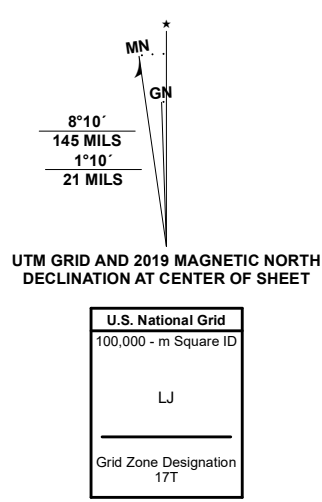 MN
GN
8°10´
145 MILS
1°10´
21 MILS
UTM GRID AND 2019 MAGNETIC NORTH
DECLINATION AT CENTER OF SHEET
U.S. National Grid
100,000 - m Square ID
LJ
Grid Zone Designation
17T